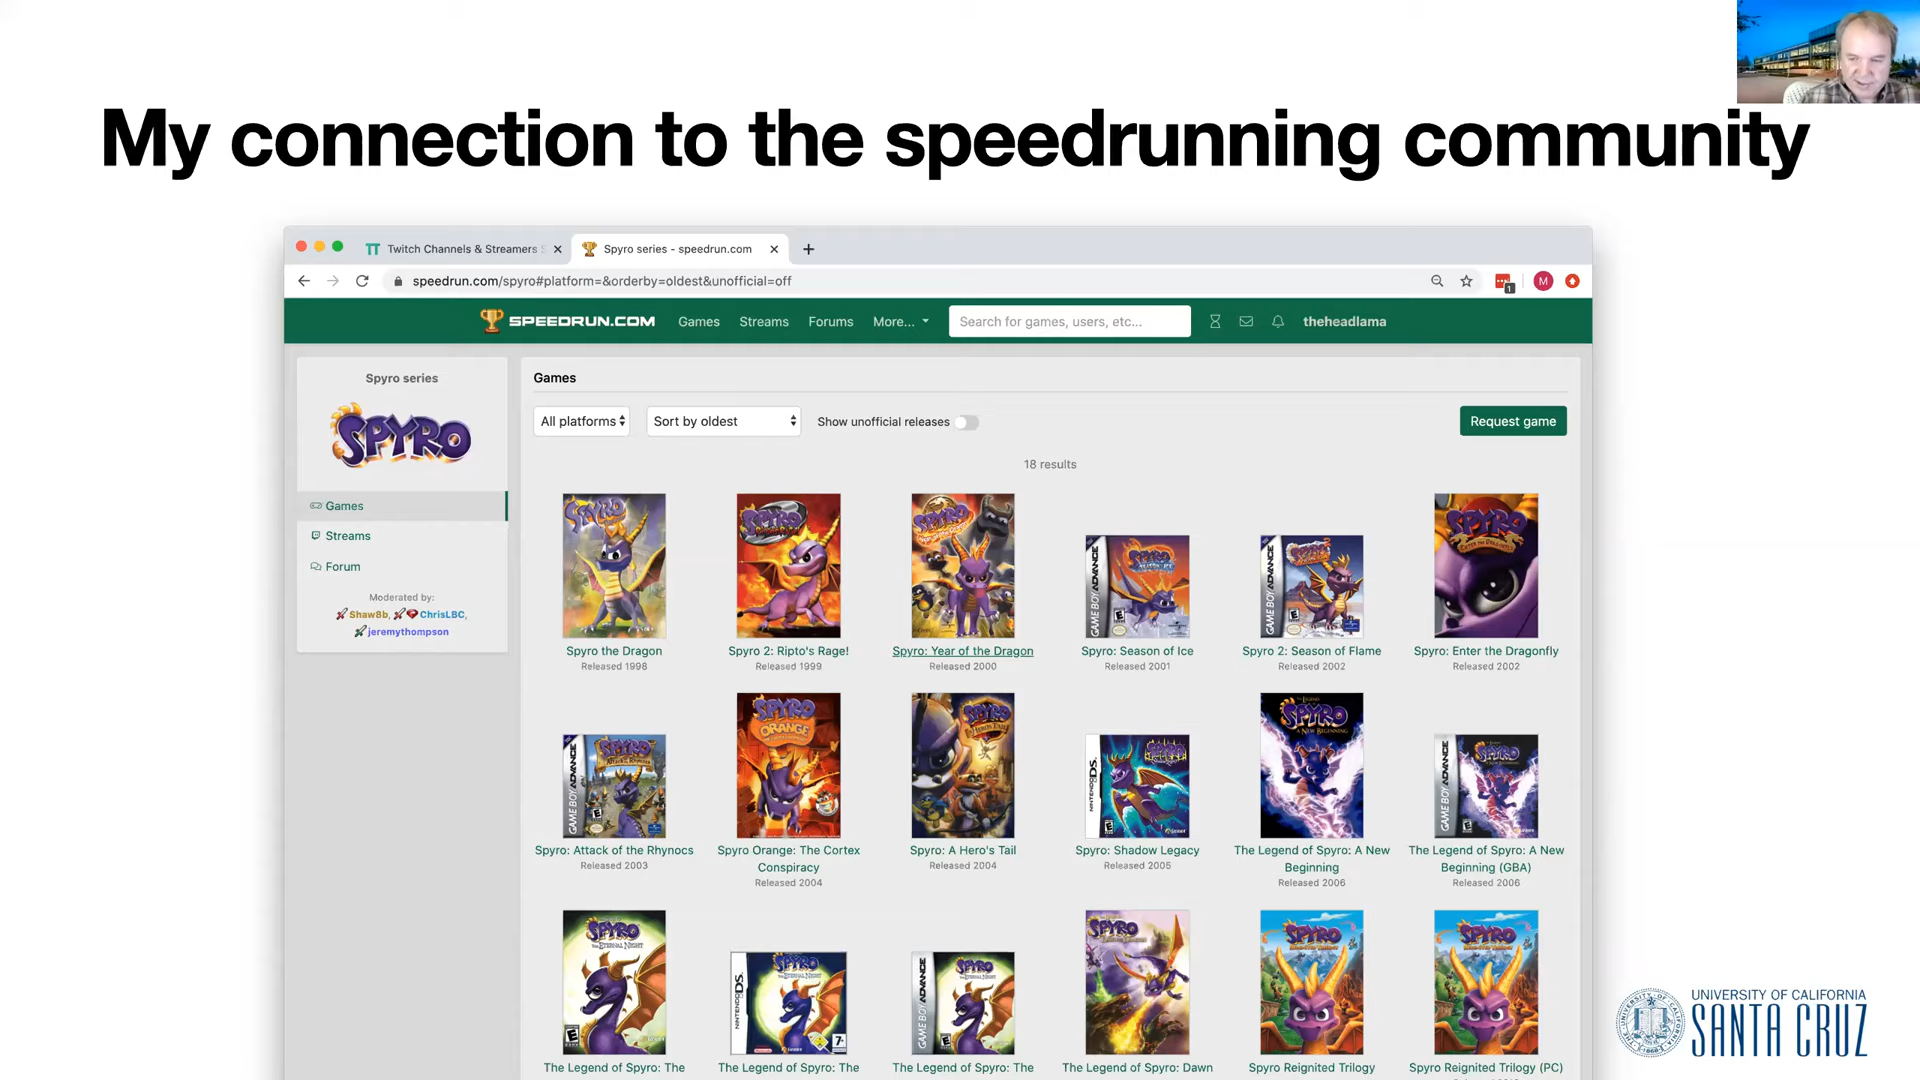 My connection to the speedrunning community
Twitch Channels & Streamers S
Spyro series - speedrun.com
speedrun.com/spyro#platform=&orderby=oldest&unofficial=off
M
1
SPEEDRUN.COM
Games
Streams
Forums
More...
Search for games, users, etc...
theheadlama
Spyro series
SPYRO
Games
Streams
Forum
Moderated by:
Shaw8b, ChrisLBC,
jeremythompson
Games
All platforms
Sort by oldest
Show unofficial releases
Request game
18 results
Spyro the Dragon
Released 1998
Spyro 2: Ripto's Rage!
Released 1999
Spyro: Year of the Dragon
Released 2000
Spyro: Season of Ice
Released 2001
Spyro 2: Season of Flame
Released 2002
Spyro: Enter the Dragonfly
Released 2002
Spyro: Attack of the Rhynocs
Released 2003
Spyro Orange: The Cortex
Conspiracy
Released 2004
Spyro: A Hero's Tail
Released 2004
Spyro: Shadow Legacy
Released 2005
The Legend of Spyro: A New
Beginning
Released 2006
The Legend of Spyro: A New
Beginning (GBA)
Released 2006
The Legend of Spyro: The
The Legend of Spyro: The
The Legend of Spyro: The
The Legend of Spyro: Dawn
Spyro Reignited Trilogy
Spyro Reignited Trilogy (PC)
UNIVERSITY OF CALIFORNIA
SANTA CRUZ